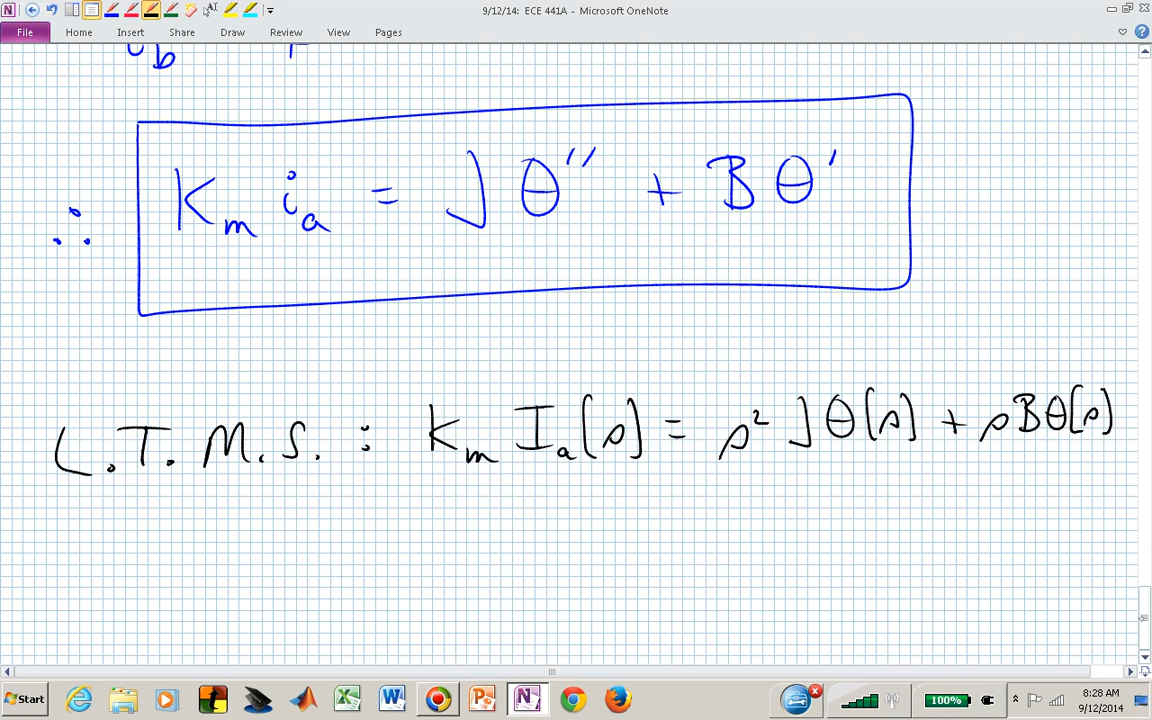 9/12/14: ECE 441A - Microsoft OneNote
File Home Insert Share Draw Review View Pages
∴ Km ia = J θ'' + B θ'
L.T.M.S. : Km Ia(s) = s² J θ(s) + s B θ(s)
Start
100%
8:28 AM
9/12/2014